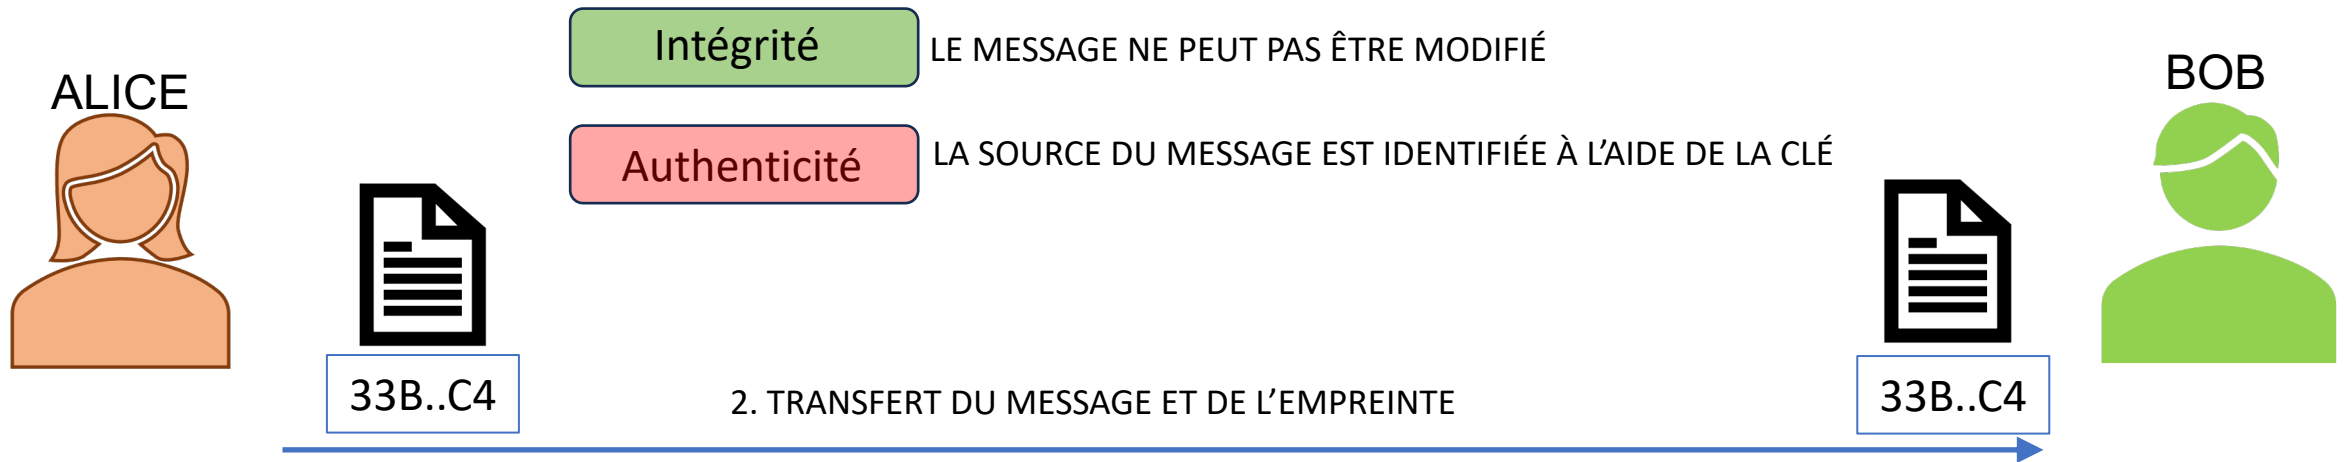 ALICE
Intégrité
LE MESSAGE NE PEUT PAS ÊTRE MODIFIÉ
BOB
Authenticité
LA SOURCE DU MESSAGE EST IDENTIFIÉE À L’AIDE DE LA CLÉ
33B..C4
2. TRANSFERT DU MESSAGE ET DE L’EMPREINTE
33B..C4